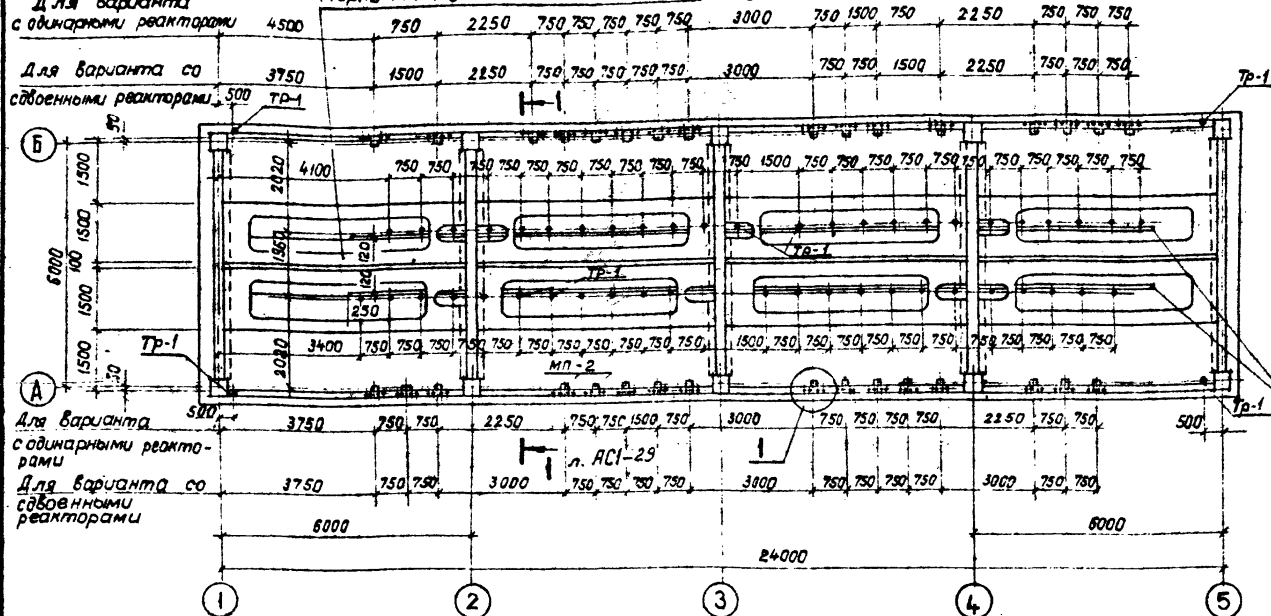 Для варианта
с одинарными реакторами 4500 750 2250 750 750 750 750 750 3000 750 1500 750 2250 750 750 750
Для варианта со 3750 1500 2250 750 750 750 750 750 3000 750 750 1500 2250 750 750 750
сдвоенными реакторами 500 ТР-1 1 ТР-1
Б
1500 2020 4100 750 750 750 750 750 750 750 750 750 750 750 1500 750 750 750 750 750 750 750 750 750 750
6000 1500 1960 120
100 ТР-1 ТР-1
1500 120
250
ТР-1 1500 2020 3400 750 750 750 750 750 750 750 750 750 750 750 1500 750 750 750 750 750 750 750 750 750 750
МП-2
А
500 ТР-1
Для варианта 3750 750 750 2250 750 750 1500 750 3000 750 750 750 750 2250 750 750 500
с одинарными реакто-
рами 1 л. АС1-29 1
Для варианта со 3750 750 750 3000 750 750 750 750 3000 750 750 750 750 3000 750 750
сдвоенными
реакторами
6000 6000
24000
1 2 3 4 5